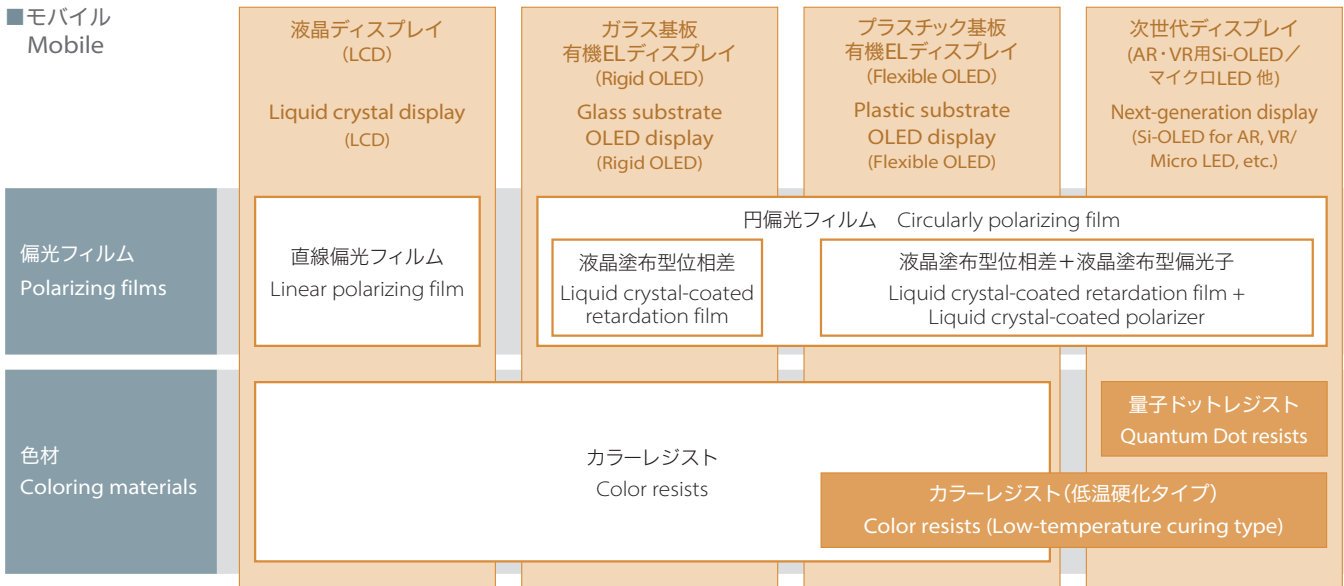 ■モバイル
Mobile
液晶ディスプレイ
(LCD)
Liquid crystal display
(LCD)
ガラス基板
有機ELディスプレイ
(Rigid OLED)
Glass substrate
OLED display
(Rigid OLED)
プラスチック基板
有機ELディスプレイ
(Flexible OLED)
Plastic substrate
OLED display
(Flexible OLED)
次世代ディスプレイ
(AR・VR用Si-OLED／
マイクロLED 他)
Next-generation display
(Si-OLED for AR, VR/
Micro LED, etc.)
偏光フィルム
Polarizing films
直線偏光フィルム
Linear polarizing film
円偏光フィルム Circularly polarizing film
液晶塗布型位相差
Liquid crystal-coated
retardation film
液晶塗布型位相差＋液晶塗布型偏光子
Liquid crystal-coated retardation film +
Liquid crystal-coated polarizer
色材
Coloring materials
カラーレジスト
Color resists
量子ドットレジスト
Quantum Dot resists
カラーレジスト(低温硬化タイプ)
Color resists (Low-temperature curing type)